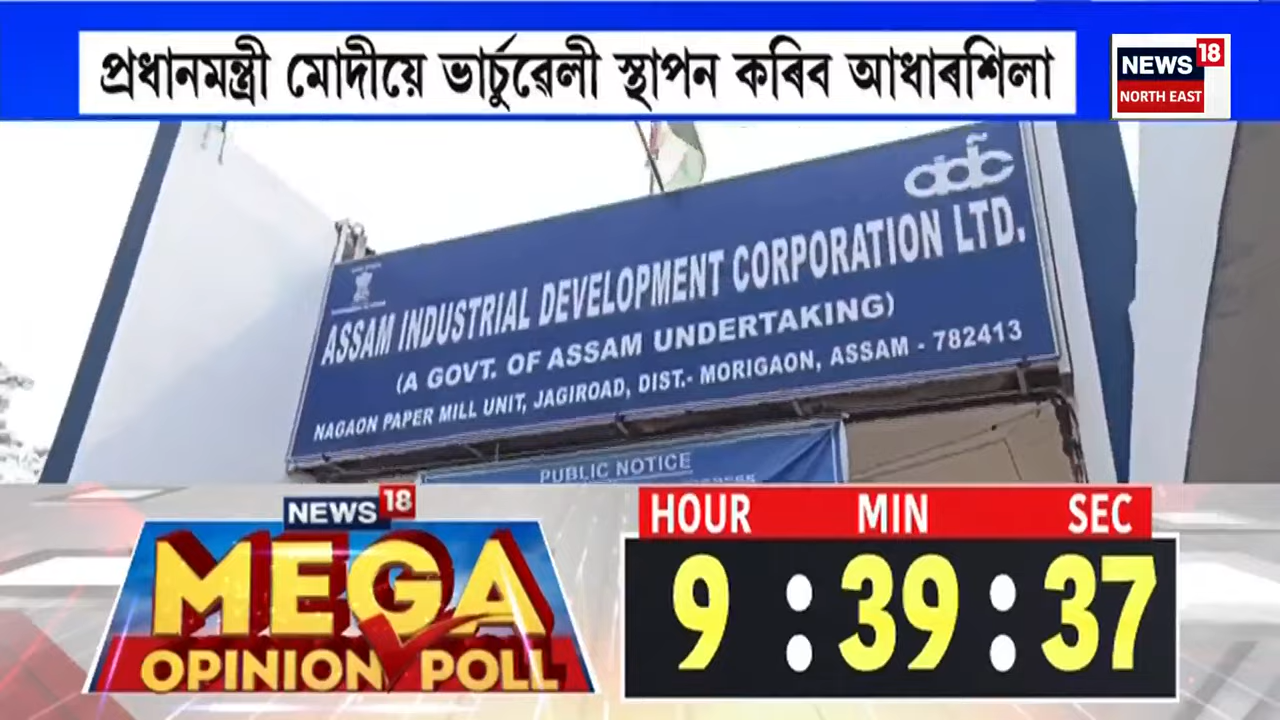 প্ৰধানমন্ত্ৰী মোদীয়ে ভাৰ্চুৱেলী স্থাপন কৰিব আধাৰশিলা
NEWS 18
NORTH EAST
aidc
ASSAM INDUSTRIAL DEVELOPMENT CORPORATION LTD.
(A GOVT. OF ASSAM UNDERTAKING)
NAGAON PAPER MILL UNIT, JAGIROAD, DIST.- MORIGAON, ASSAM - 782413
PUBLIC NOTICE
NEWS 18
MEGA
OPINION POLL
HOUR MIN SEC
9 : 39 : 37